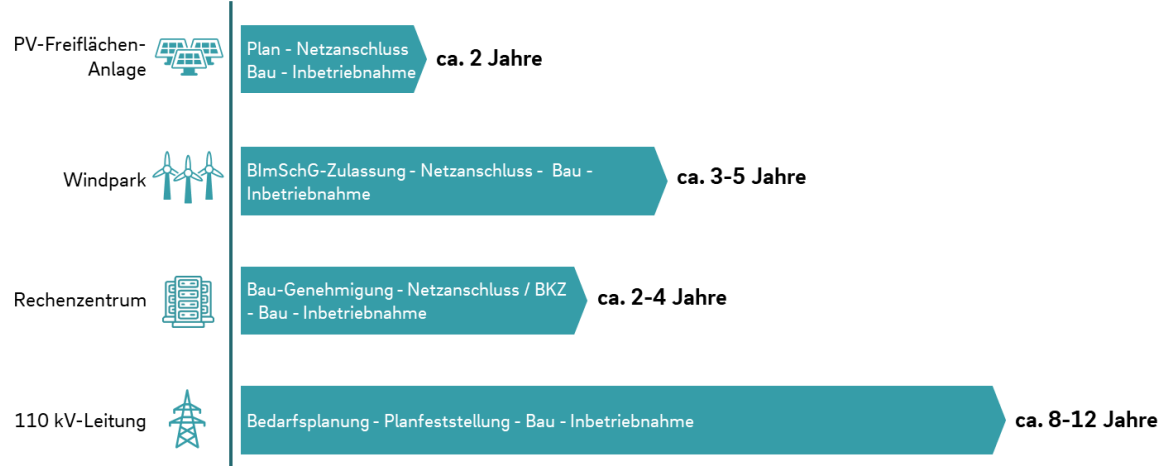 PV-Freiflächen-
Anlage
Plan - Netzanschluss
Bau - Inbetriebnahme
ca. 2 Jahre
Windpark
BImSchG-Zulassung - Netzanschluss - Bau -
Inbetriebnahme
ca. 3-5 Jahre
Rechenzentrum
Bau-Genehmigung - Netzanschluss / BKZ
- Bau - Inbetriebnahme
ca. 2-4 Jahre
110 kV-Leitung
Bedarfsplanung - Planfeststellung - Bau - Inbetriebnahme
ca. 8-12 Jahre